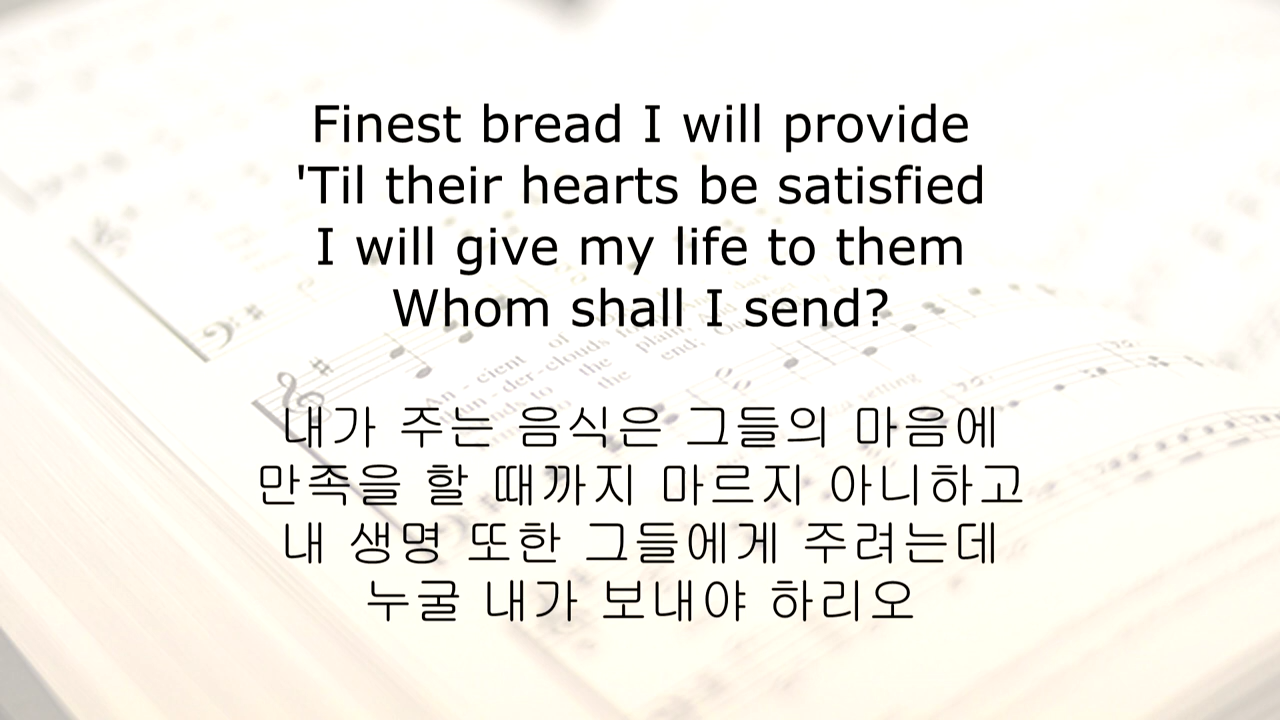 Finest bread I will provide
'Til their hearts be satisfied
I will give my life to them
Whom shall I send?
내가 주는 음식은 그들의 마음에
만족을 할 때까지 마르지 아니하고
내 생명 또한 그들에게 주려는데
누굴 내가 보내야 하리오